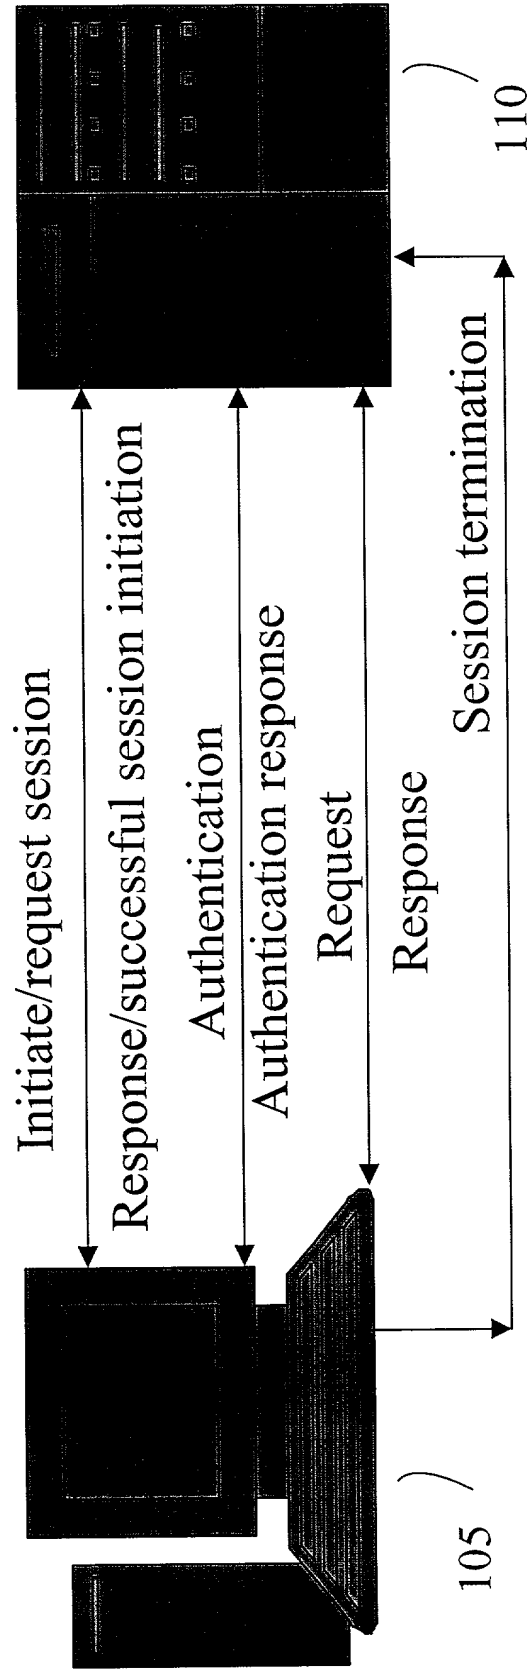 Initiate/request session
Response/successful session initiation
Authentication
Authentication response
Request
Response
Session termination
105
110